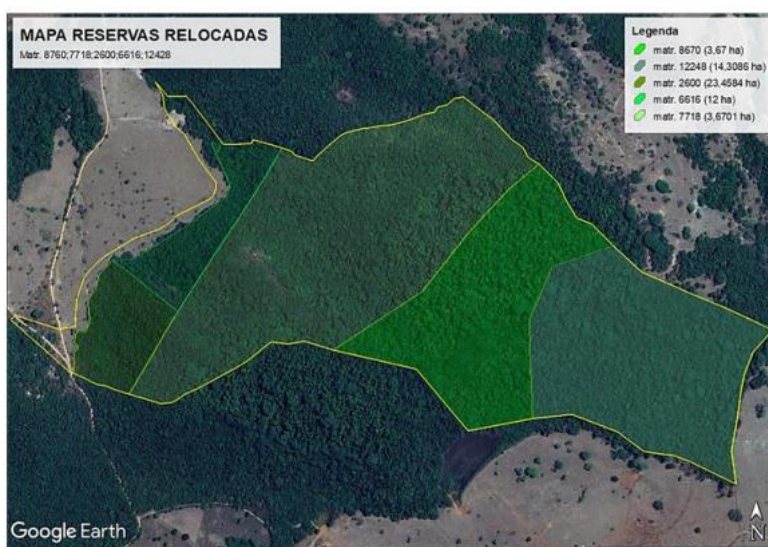 MAPA RESERVAS RELOCADAS
Matr. 8760;7718;2600;6616;12428
Legenda
matr. 8670 (3,67 ha)
matr. 12248 (14,3086 ha)
matr. 2600 (23,4584 ha)
matr. 6616 (12 ha)
matr. 7718 (3,6701 ha)
Google Earth
N